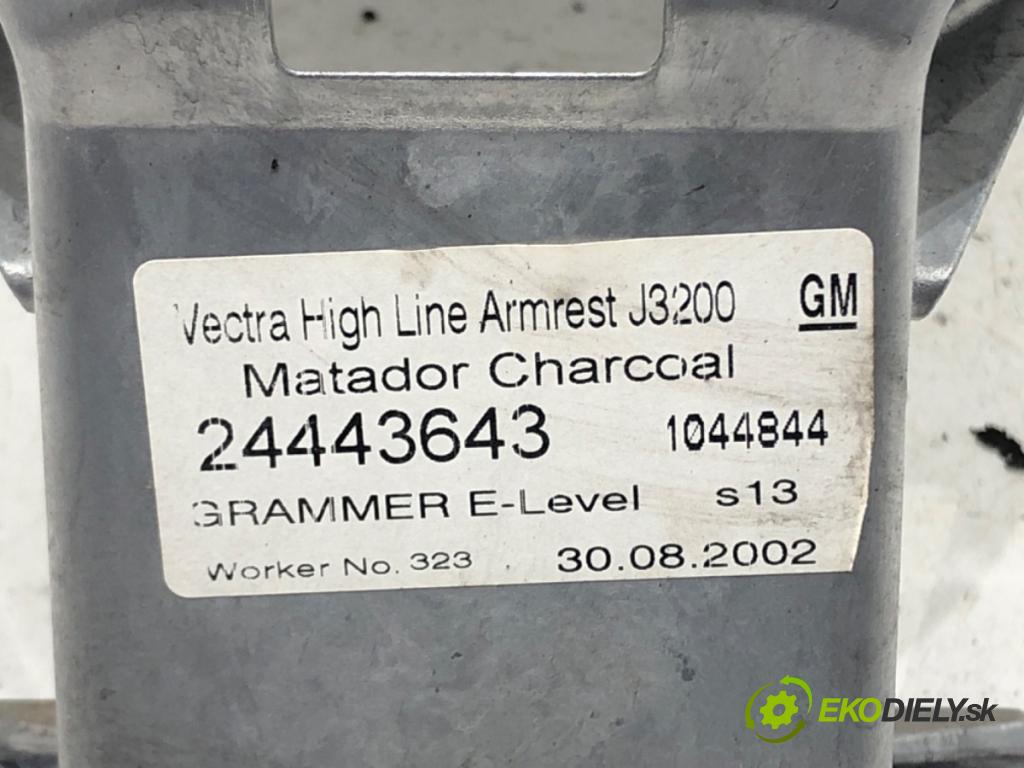 Vectra High Line Armrest J3200 GM
Matador Charcoal
24443643 1044844
GRAMMER E-Level s13
Worker No. 323 30.08.2002
EKODIELY.sk